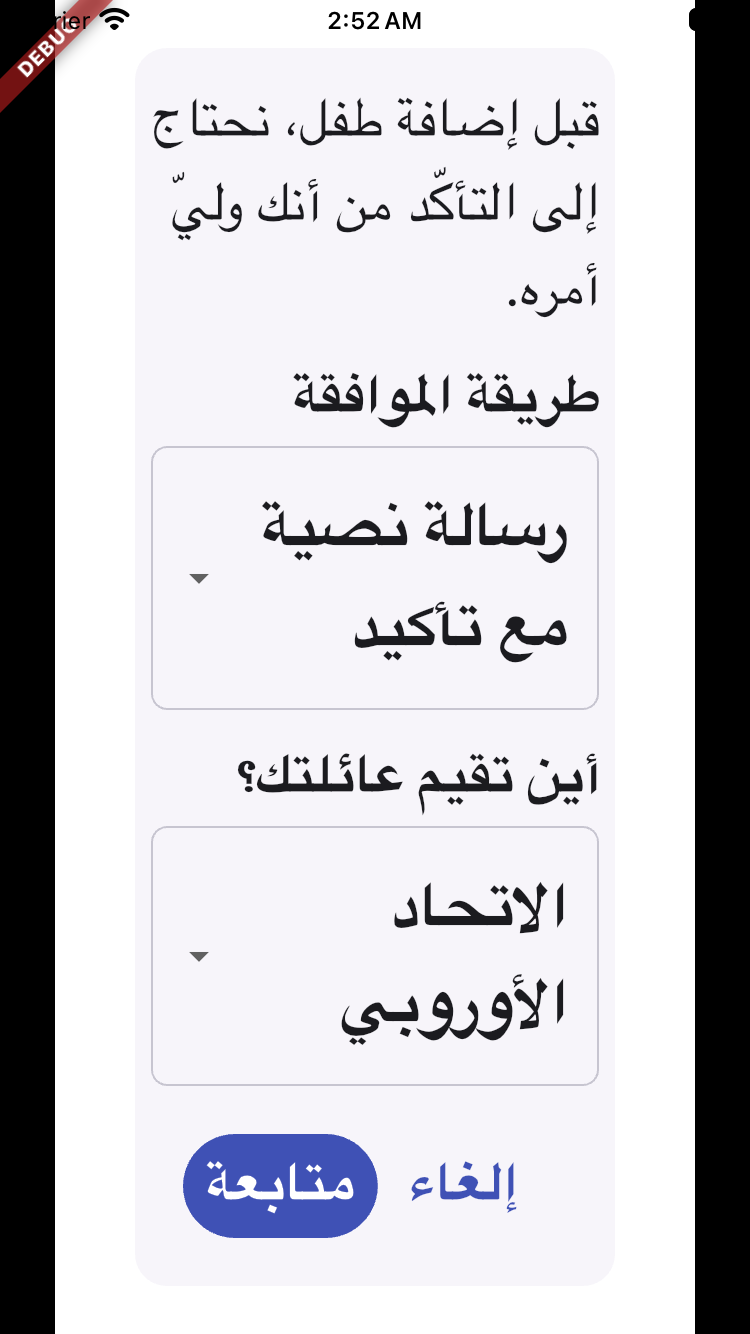 2:52 AM
DEBUG
قبل إضافة طفل، نحتاج
إلى التأكّد من أنك وليّ
أمره.
طريقة الموافقة
رسالة نصية
مع تأكيد
أين تقيم عائلتك؟
الاتحاد
الأوروبي
إلغاء
متابعة